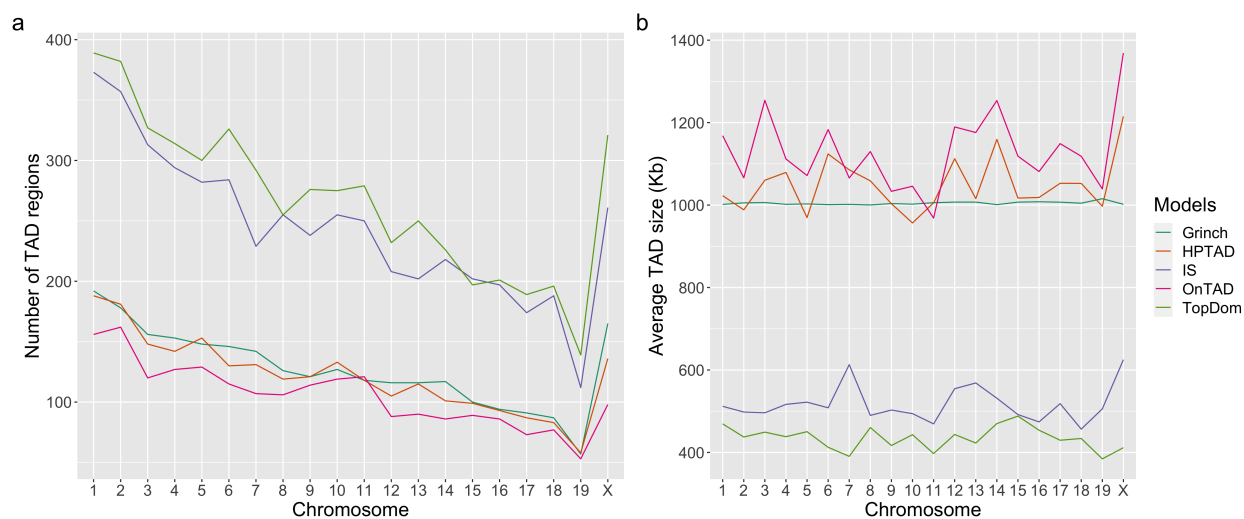 a
Number of TAD regions
400
300
200
100
1 2 3 4 5 6 7 8 9 10 11 12 13 14 15 16 17 18 19 X
Chromosome
b
Average TAD size (Kb)
1400
1200
1000
800
600
400
1 2 3 4 5 6 7 8 9 10 11 12 13 14 15 16 17 18 19 X
Chromosome
Models
Grinch
HPTAD
IS
OnTAD
TopDom